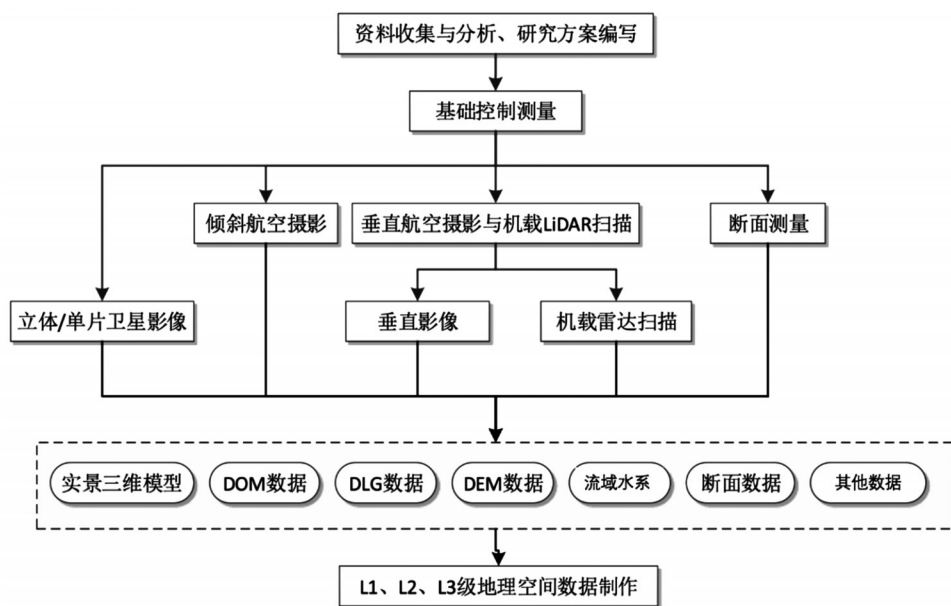 资料收集与分析、研究方案编写
基础控制测量
倾斜航空摄影
垂直航空摄影与机载LiDAR扫描
断面测量
立体/单片卫星影像
垂直影像
机载雷达扫描
实景三维模型
DOM数据
DLG数据
DEM数据
流域水系
断面数据
其他数据
L1、L2、L3级地理空间数据制作